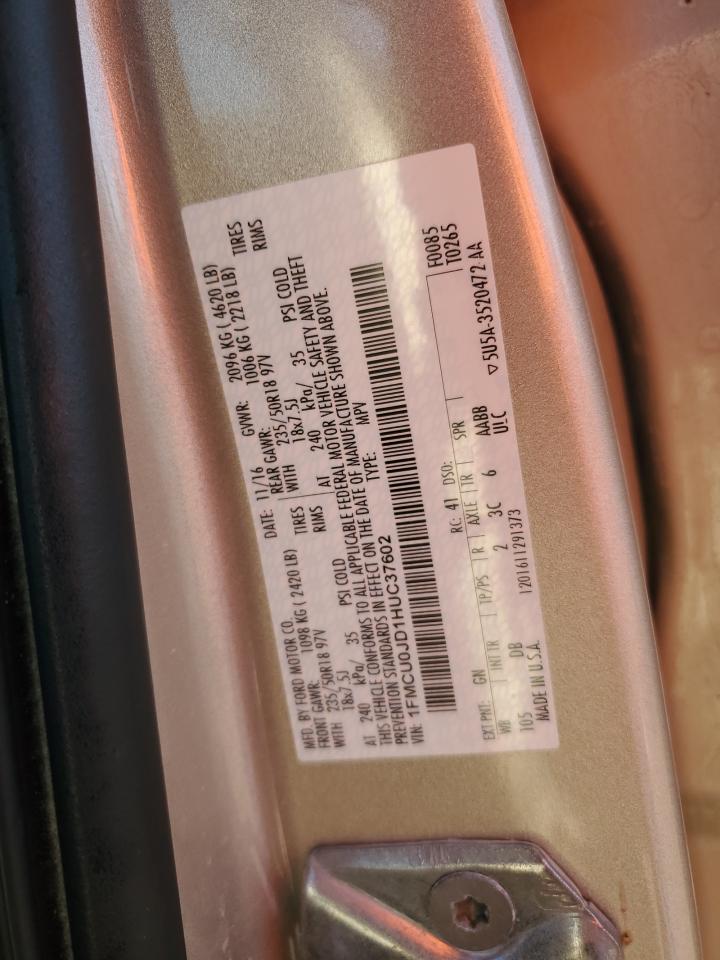 MFD. BY FORD MOTOR CO.
DATE: 11/16 GVWR: 2096 KG ( 4620 LB)
FRONT GAWR: 1098 KG ( 2420 LB) REAR GAWR: 1006 KG ( 2218 LB)
WITH 235/50R18 97V TIRES WITH 235/50R18 97V TIRES
18x7.5J RIMS 18x7.5J RIMS
AT 240 kPa/ 35 PSI COLD AT 240 kPa/ 35 PSI COLD
THIS VEHICLE CONFORMS TO ALL APPLICABLE FEDERAL MOTOR VEHICLE SAFETY AND THEFT
PREVENTION STANDARDS IN EFFECT ON THE DATE OF MANUFACTURE SHOWN ABOVE.
VIN: 1FMCU0JD1HUC37602 TYPE: MPV
F0085
RC: 41 DSO: T0265
EXT PNT: GN
WB INT TR TP/PS R AXLE TR SPR
105 DB 2 3C 6 AABB
MADE IN U.S.A. 1201611291373 ULC ▽5U5A-3520472 AA